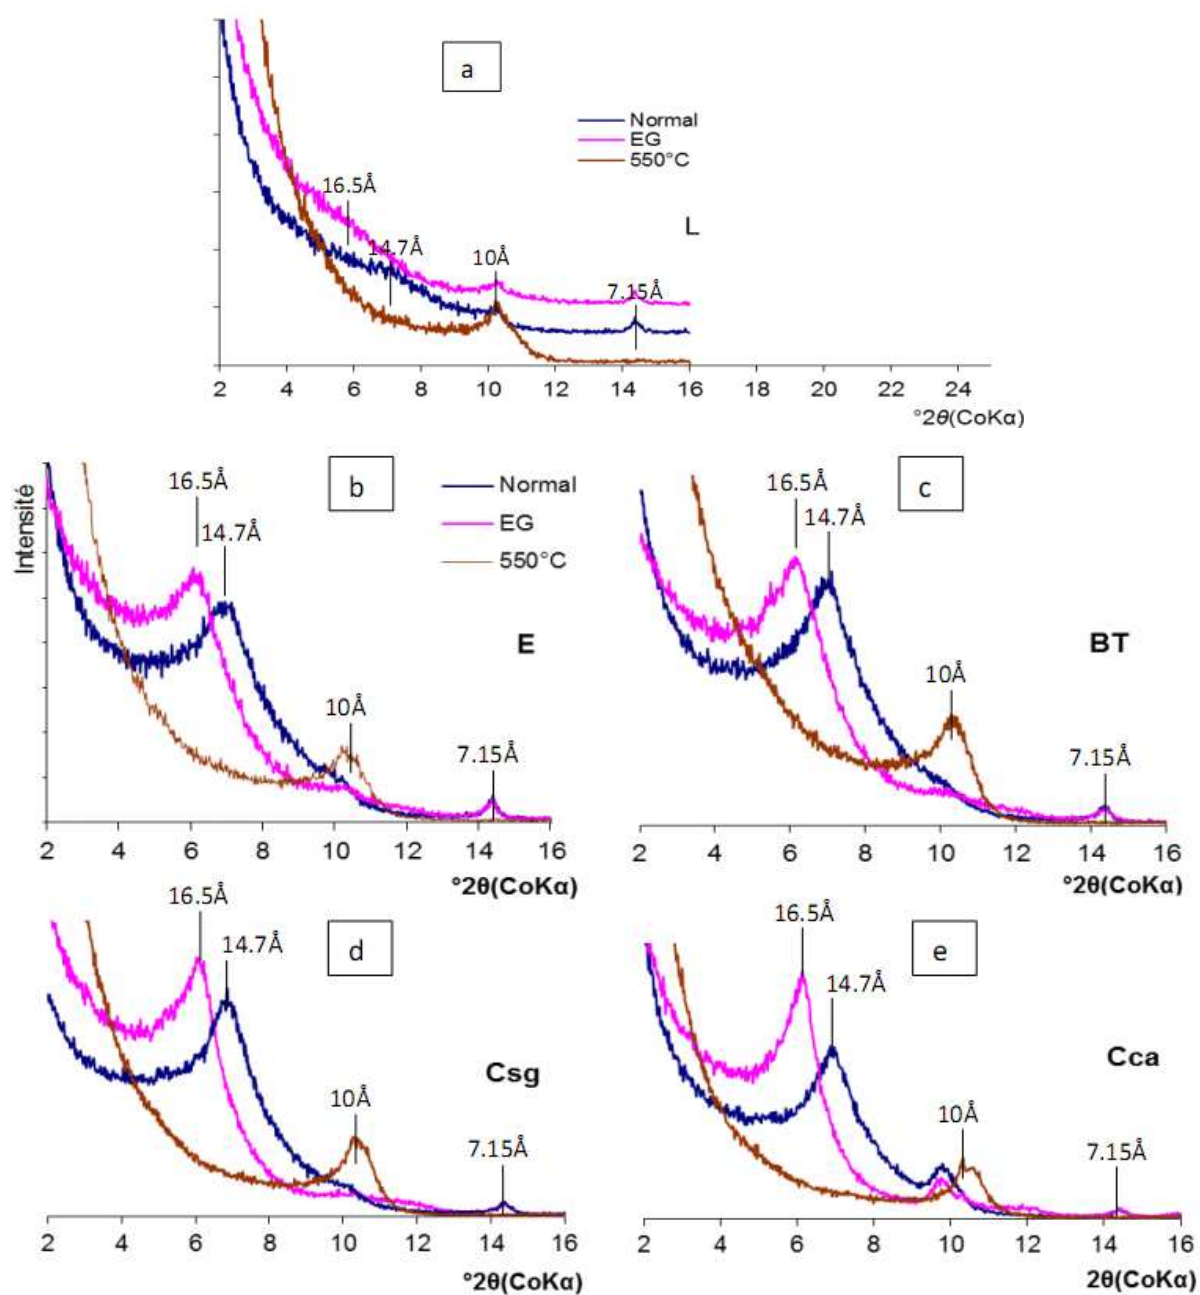 a
Normal
EG
550°C
16.5Å
14.7Å
10Å
7.15Å
L
2 4 6 8 10 12 14 16 18 20 22 24
°2θ(CoKα)
Intensité
b
Normal
EG
550°C
16.5Å
14.7Å
10Å
7.15Å
E
2 4 6 8 10 12 14 16
°2θ(CoKα)
c
16.5Å
14.7Å
10Å
7.15Å
BT
2 4 6 8 10 12 14 16
°2θ(CoKα)
d
16.5Å
14.7Å
10Å
7.15Å
Csg
2 4 6 8 10 12 14 16
°2θ(CoKα)
e
16.5Å
14.7Å
10Å
7.15Å
Cca
2 4 6 8 10 12 14 16
2θ(CoKα)